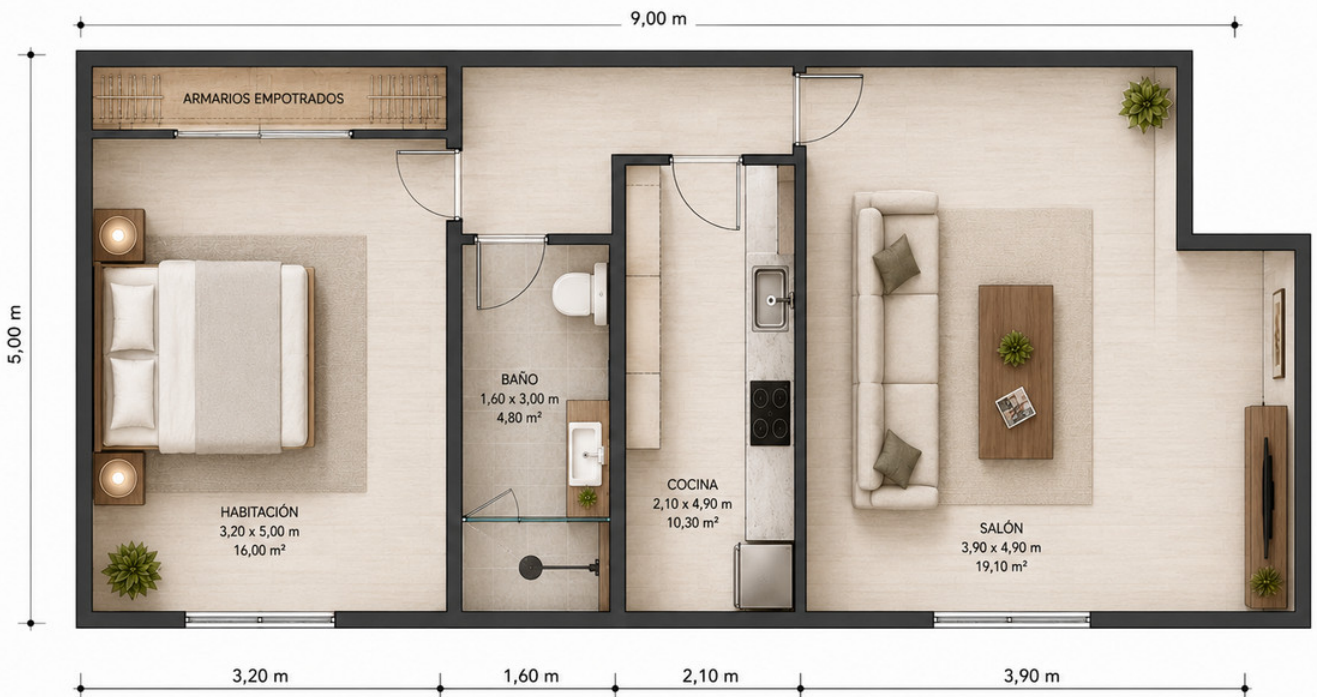 9,00 m
ARMARIOS EMPOTRADOS
5,00 m
BAÑO
1,60 x 3,00 m
4,80 m²
COCINA
2,10 x 4,90 m
10,30 m²
HABITACIÓN
3,20 x 5,00 m
16,00 m²
SALÓN
3,90 x 4,90 m
19,10 m²
3,20 m
1,60 m
2,10 m
3,90 m